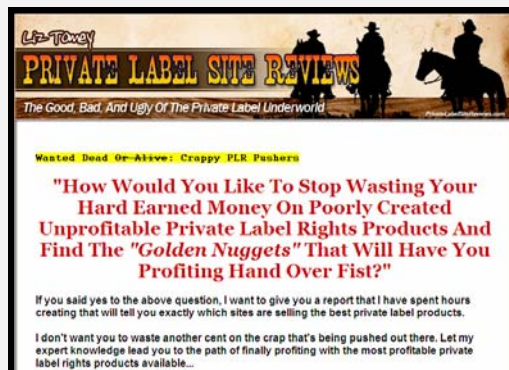 Liz Tomey
PRIVATE LABEL SITE REVIEWS
The Good, Bad, And Ugly Of The Private Label Underworld
PrivateLabelSiteReviews.com
Wanted Dead Or Alive: Crappy PLR Pushers
"How Would You Like To Stop Wasting Your
Hard Earned Money On Poorly Created
Unprofitable Private Label Rights Products And
Find The "Golden Nuggets" That Will Have You
Profiting Hand Over Fist?"
If you said yes to the above question, I want to give you a report that I have spent hours
creating that will tell you exactly which sites are selling the best private label products.
I don't want you to waste another cent on the crap that's being pushed out there. Let my
expert knowledge lead you to the path of finally profiting with the most profitable private
label rights products available...